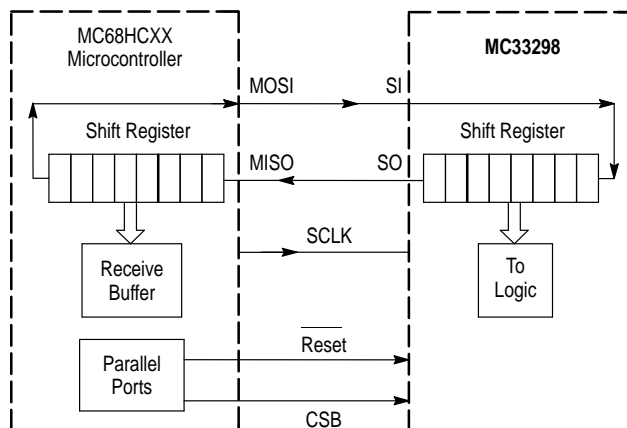 MC68HCXX
Microcontroller
MC33298
MOSI
SI
Shift Register
Shift Register
MISO
SO
SCLK
Receive
Buffer
To
Logic
Reset
Parallel
Ports
CSB